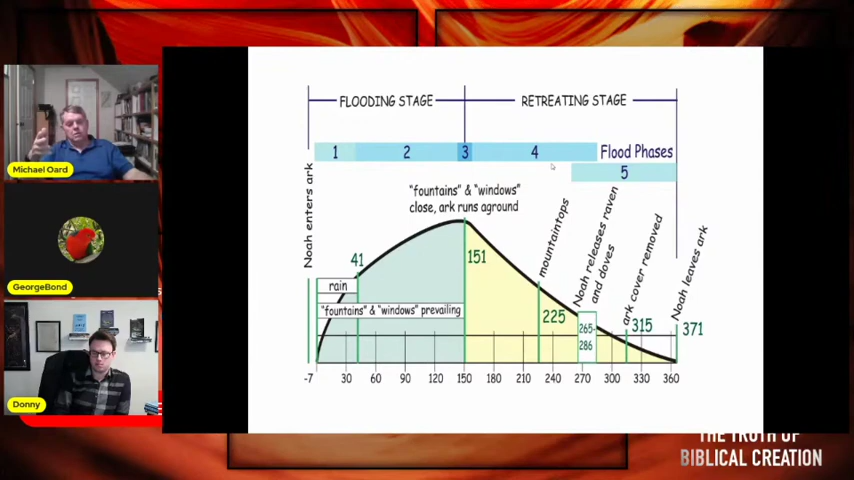 FLOODING STAGE
RETREATING STAGE
1
2
3
4
Flood Phases
5
Noah enters ark
"fountains" & "windows"
close, ark runs aground
mountaintops
Noah releases raven
and doves
ark cover removed
Noah leaves ark
41
151
rain
"fountains" & "windows" prevailing
225
265-
286
315
371
-7
30
60
90
120
150
180
210
240
270
300
330
360
Michael Oard
GeorgeBond
Donny
THE TRUTH OF
BIBLICAL CREATION